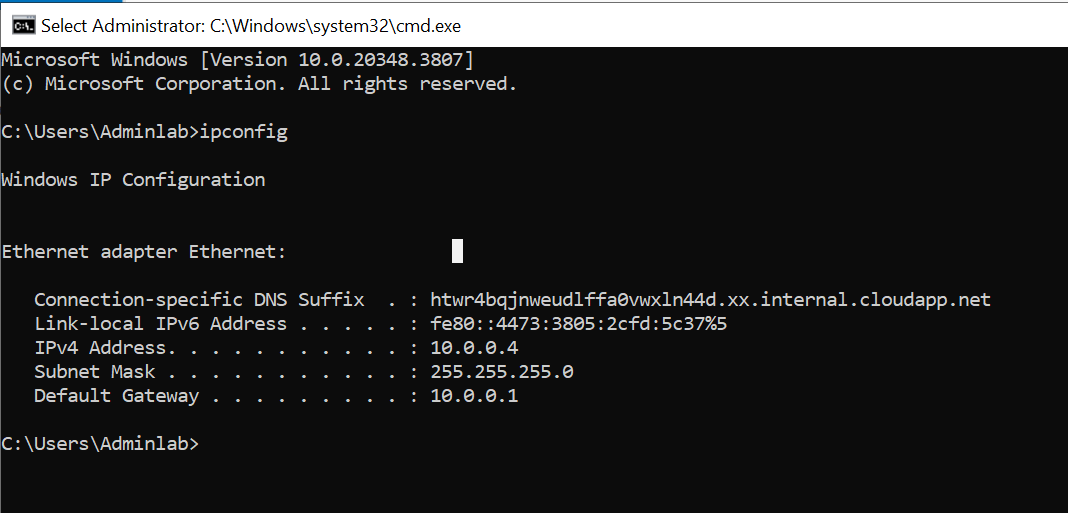 Select Administrator: C:\Windows\system32\cmd.exe
Microsoft Windows [Version 10.0.20348.3807]
(c) Microsoft Corporation. All rights reserved.
C:\Users\Adminlab>ipconfig
Windows IP Configuration
Ethernet adapter Ethernet:
Connection-specific DNS Suffix  . : htwr4bqjnweudlffa0vwxln44d.xx.internal.cloudapp.net
Link-local IPv6 Address . . . . . : fe80::4473:3805:2cfd:5c37%5
IPv4 Address. . . . . . . . . . . : 10.0.0.4
Subnet Mask . . . . . . . . . . . : 255.255.255.0
Default Gateway . . . . . . . . . : 10.0.0.1
C:\Users\Adminlab>